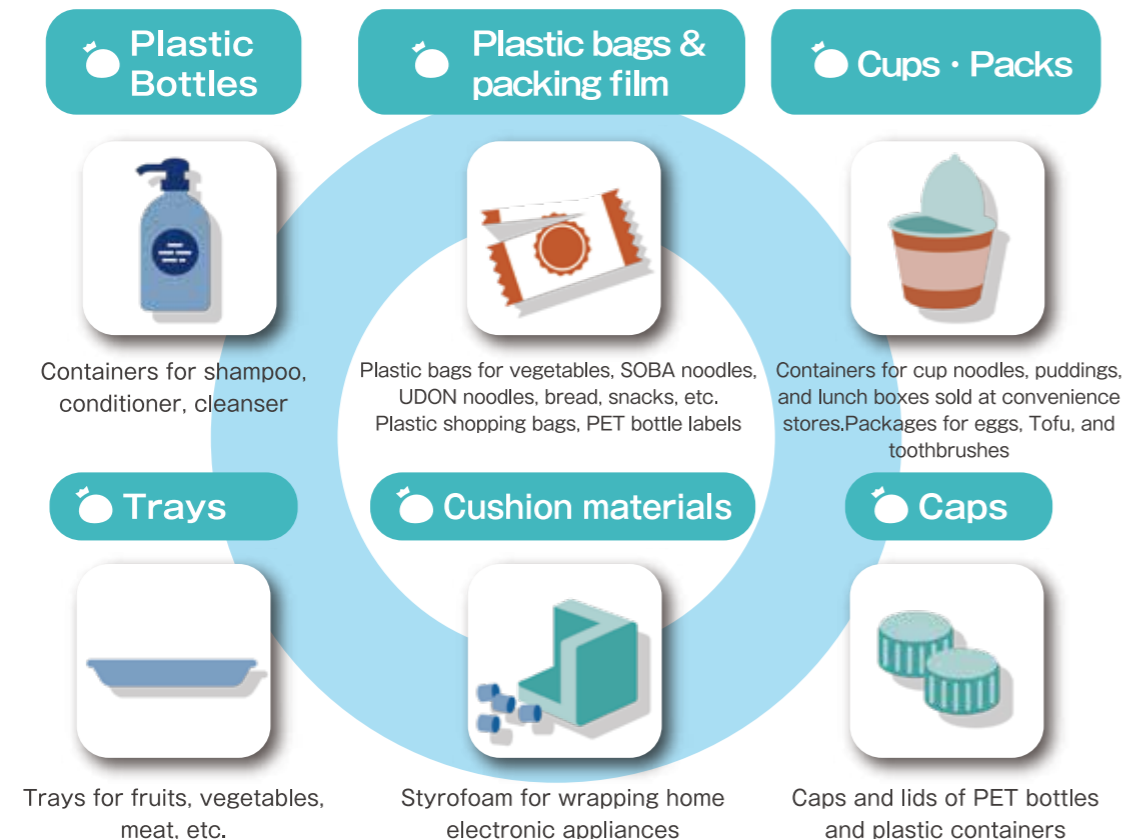 Plastic
Bottles
Plastic bags &
packing film
Cups・Packs
Containers for shampoo,
conditioner, cleanser
Plastic bags for vegetables, SOBA noodles,
UDON noodles, bread, snacks, etc.
Plastic shopping bags, PET bottle labels
Containers for cup noodles, puddings,
and lunch boxes sold at convenience
stores.Packages for eggs, Tofu, and
toothbrushes
Trays
Cushion materials
Caps
Trays for fruits, vegetables,
meat, etc.
Styrofoam for wrapping home
electronic appliances
Caps and lids of PET bottles
and plastic containers